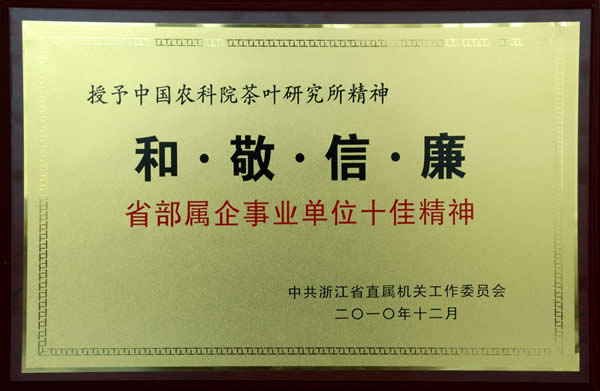 授予中国农科院茶叶研究所精神
和·敬·信·廉
省部属企事业单位十佳精神
中共浙江省直属机关工作委员会
二〇一〇年十二月